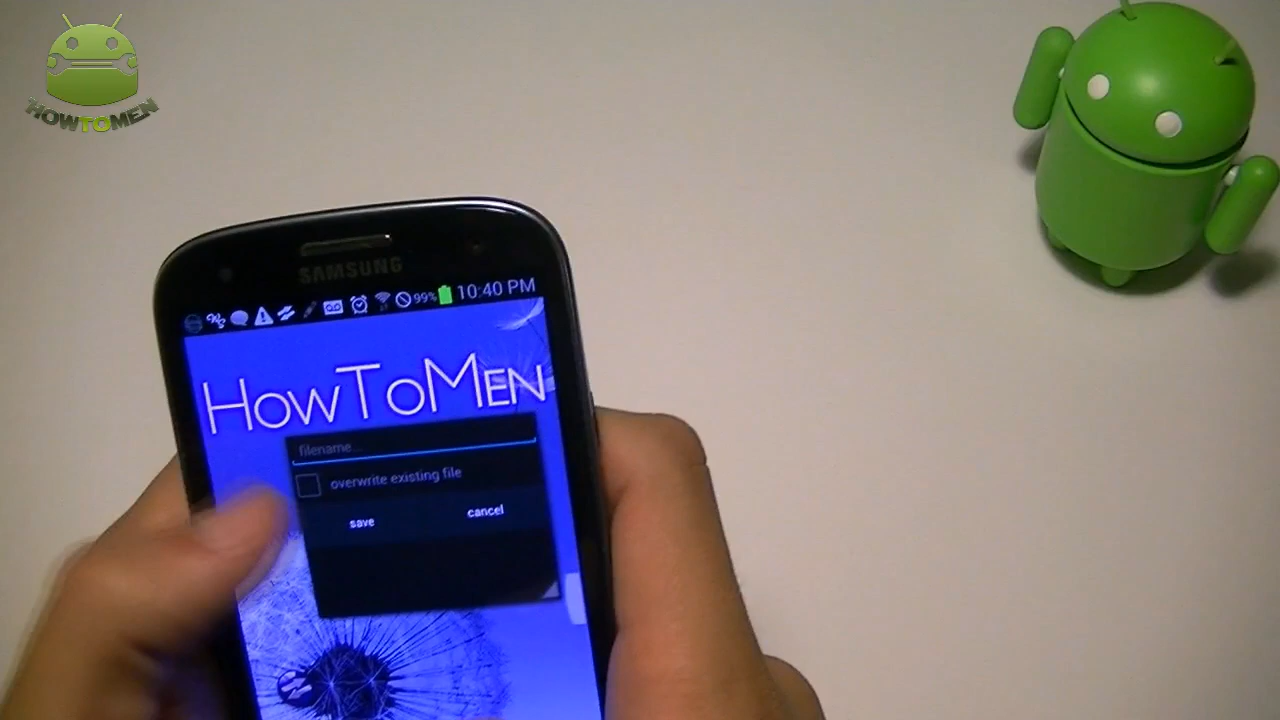 HOWTOMEN
SAMSUNG
99% 10:40 PM
HOWTOMEN
filename...
overwrite existing file
save cancel